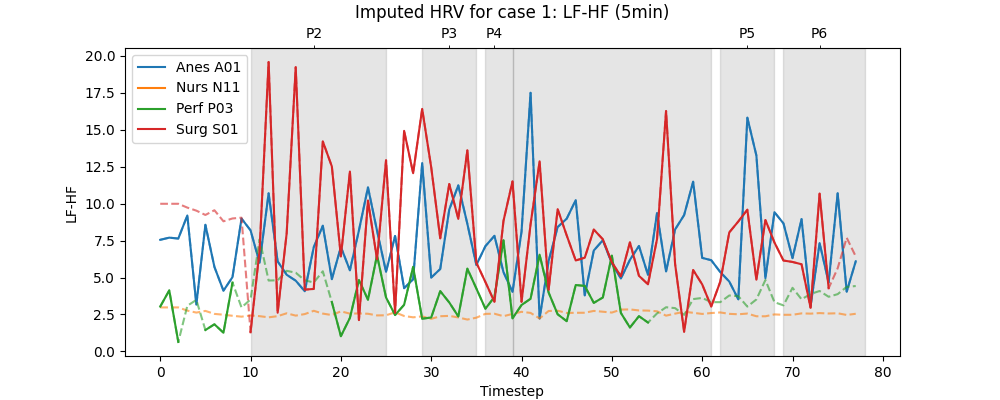 Imputed HRV for case 1: LF-HF (5min)
P2 P3 P4 P5 P6
20.0
17.5
15.0
12.5
10.0
7.5
5.0
2.5
0.0
LF-HF
Anes A01
Nurs N11
Perf P03
Surg S01
0 10 20 30 40 50 60 70 80
Timestep